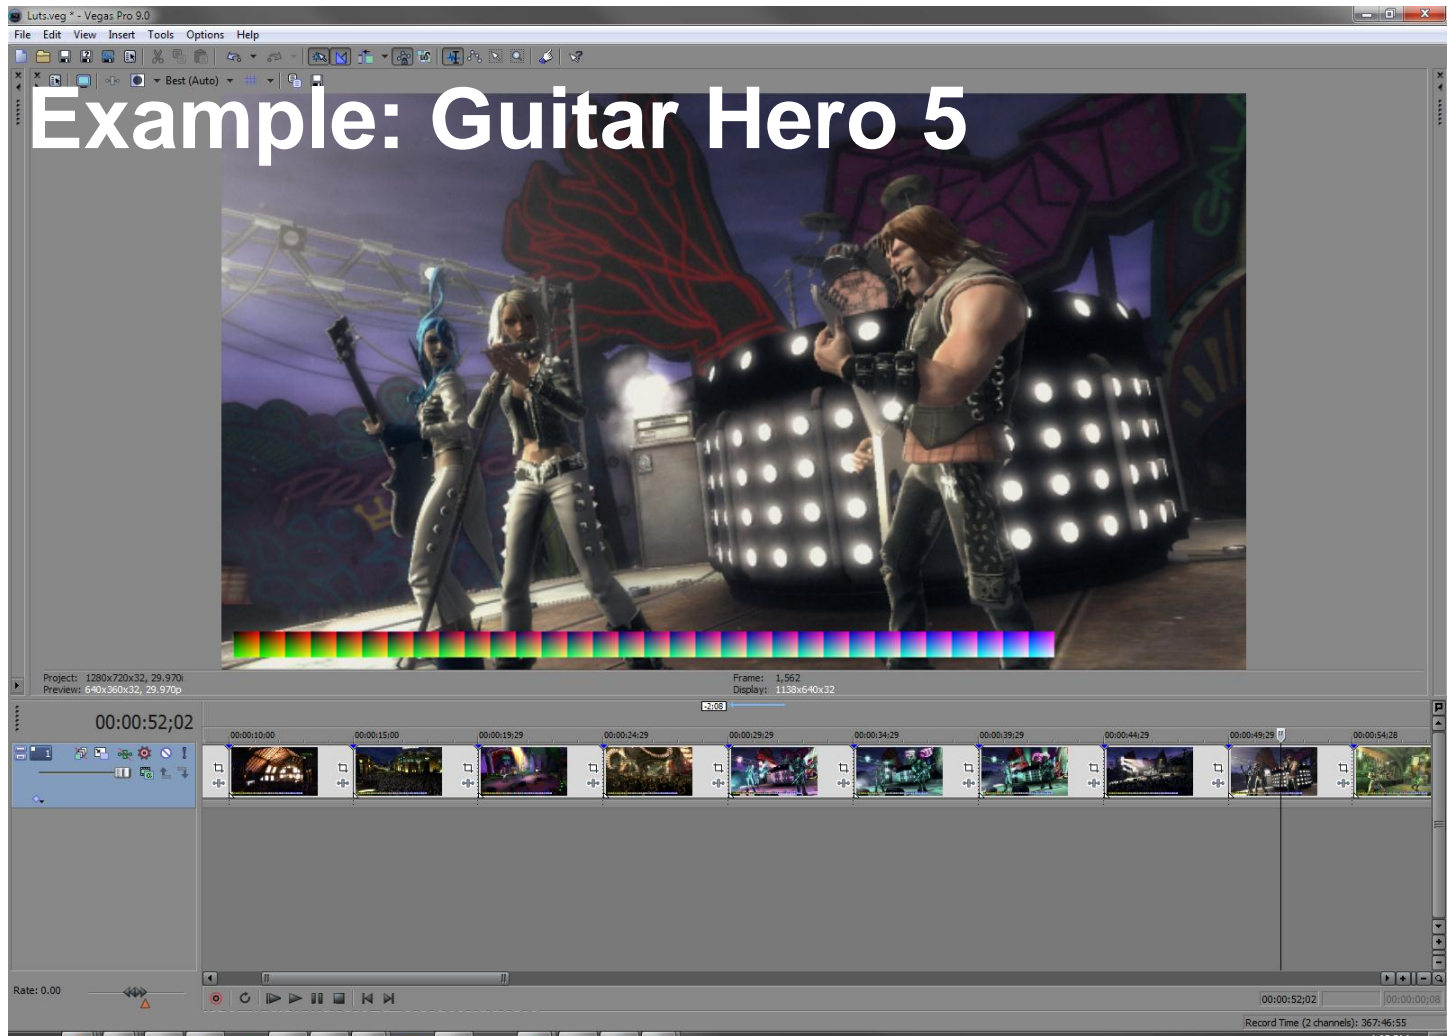 Luts.veg * - Vegas Pro 9.0
File Edit View Insert Tools Options Help
Best (Auto)
Example: Guitar Hero 5
Project: 1280x720x32, 29.970i
Preview: 640x360x32, 29.970p
Frame: 1,562
Display: 1138x640x32
-2:08
00:00:52;02
00:00:10;00 00:00:15;00 00:00:19;29 00:00:24;29 00:00:29;29 00:00:34;29 00:00:39;29 00:00:44;29 00:00:49;29 00:00:54;28
1
Rate: 0.00
00:00:52;02 00:00:00;08
Record Time (2 channels): 367:46:55